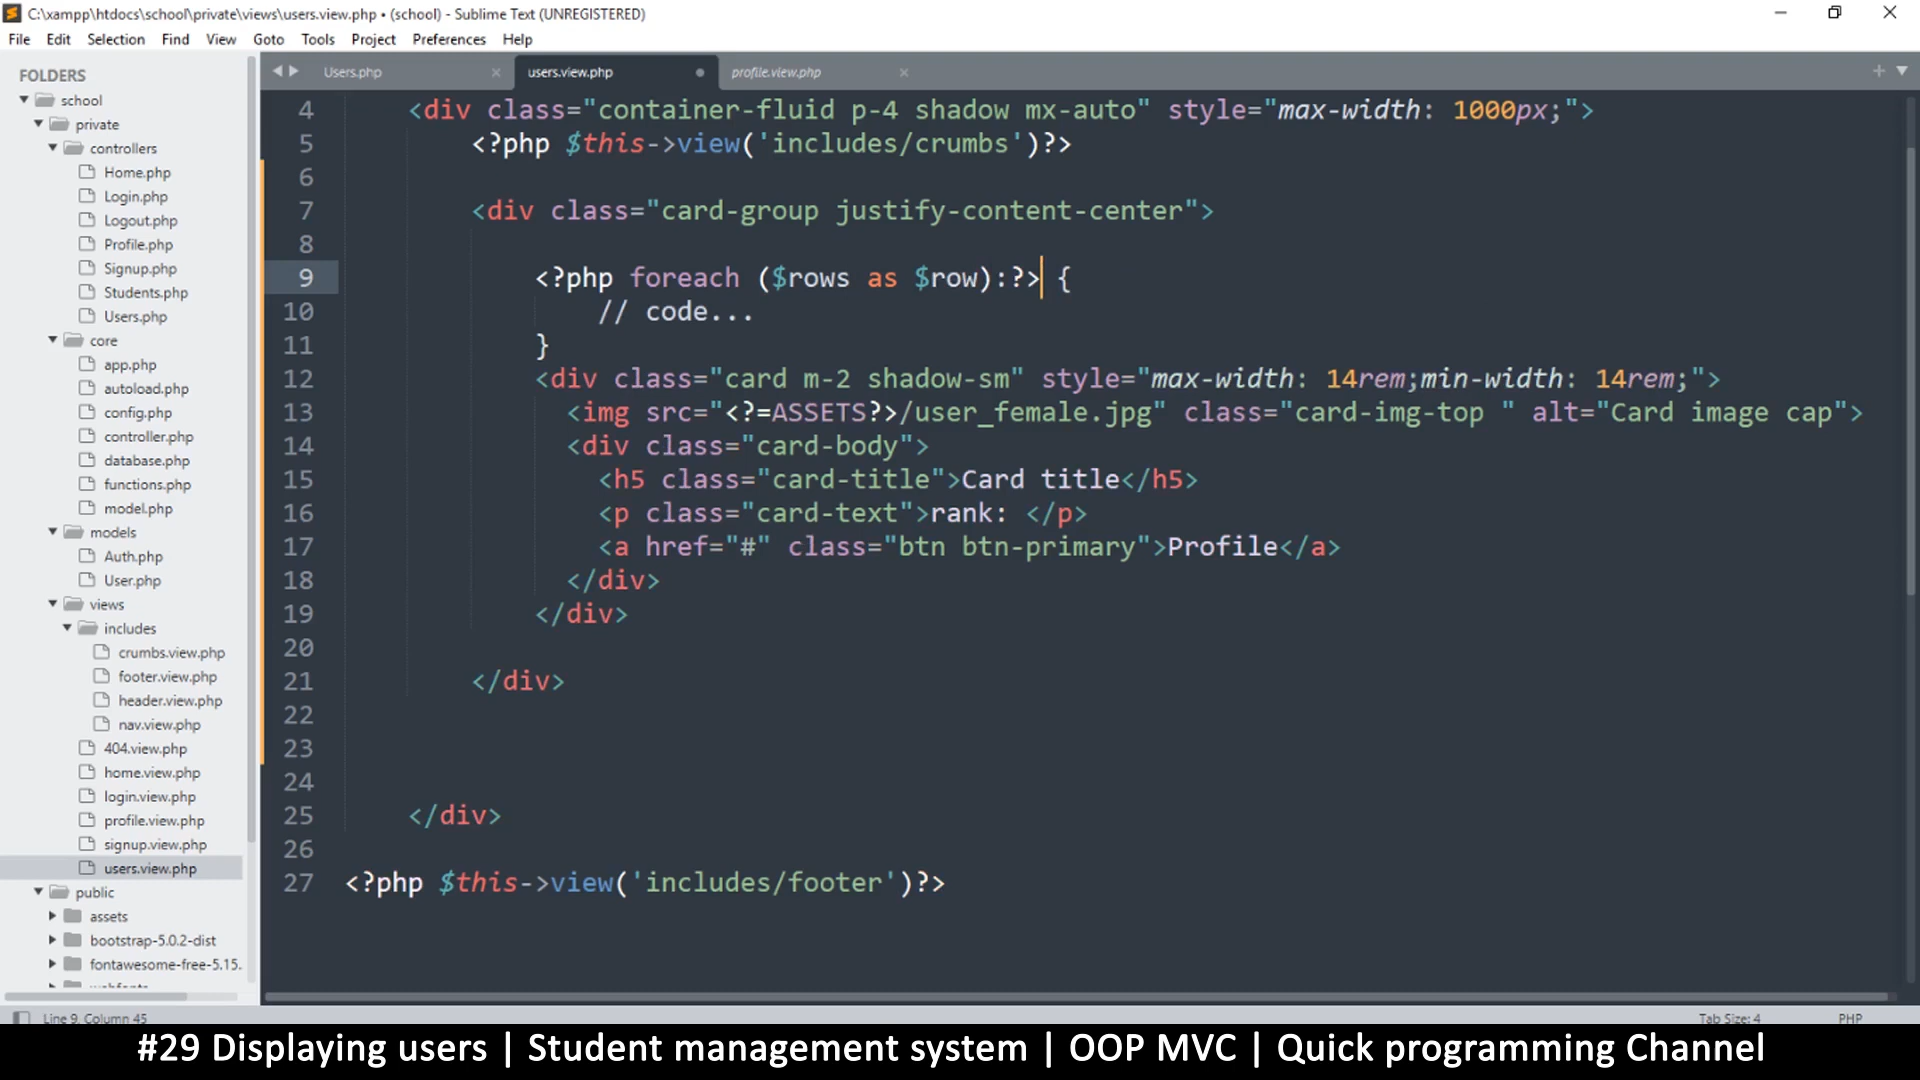 C:\xampp\htdocs\school\private\views\users.view.php • (school) - Sublime Text (UNREGISTERED)
File Edit Selection Find View Goto Tools Project Preferences Help
FOLDERS
school
private
controllers
Home.php
Login.php
Logout.php
Profile.php
Signup.php
Students.php
Users.php
core
app.php
autoload.php
config.php
controller.php
database.php
functions.php
model.php
models
Auth.php
User.php
views
includes
crumbs.view.php
footer.view.php
header.view.php
nav.view.php
404.view.php
home.view.php
login.view.php
profile.view.php
signup.view.php
users.view.php
public
assets
bootstrap-5.0.2-dist
fontawesome-free-5.15.
Users.php users.view.php profile.view.php
4 <div class="container-fluid p-4 shadow mx-auto" style="max-width: 1000px;">
5 <?php $this->view('includes/crumbs')?>
6
7 <div class="card-group justify-content-center">
8
9 <?php foreach ($rows as $row):?> {
10 // code...
11 }
12 <div class="card m-2 shadow-sm" style="max-width: 14rem;min-width: 14rem;">
13 <img src="<?=ASSETS?>/user_female.jpg" class="card-img-top " alt="Card image cap">
14 <div class="card-body">
15 <h5 class="card-title">Card title</h5>
16 <p class="card-text">rank: </p>
17 <a href="#" class="btn btn-primary">Profile</a>
18 </div>
19 </div>
20
21 </div>
22
23
24
25 </div>
26
27 <?php $this->view('includes/footer')?>
Line 9, Column 45 Tab Size: 4 PHP
#29 Displaying users | Student management system | OOP MVC | Quick programming Channel